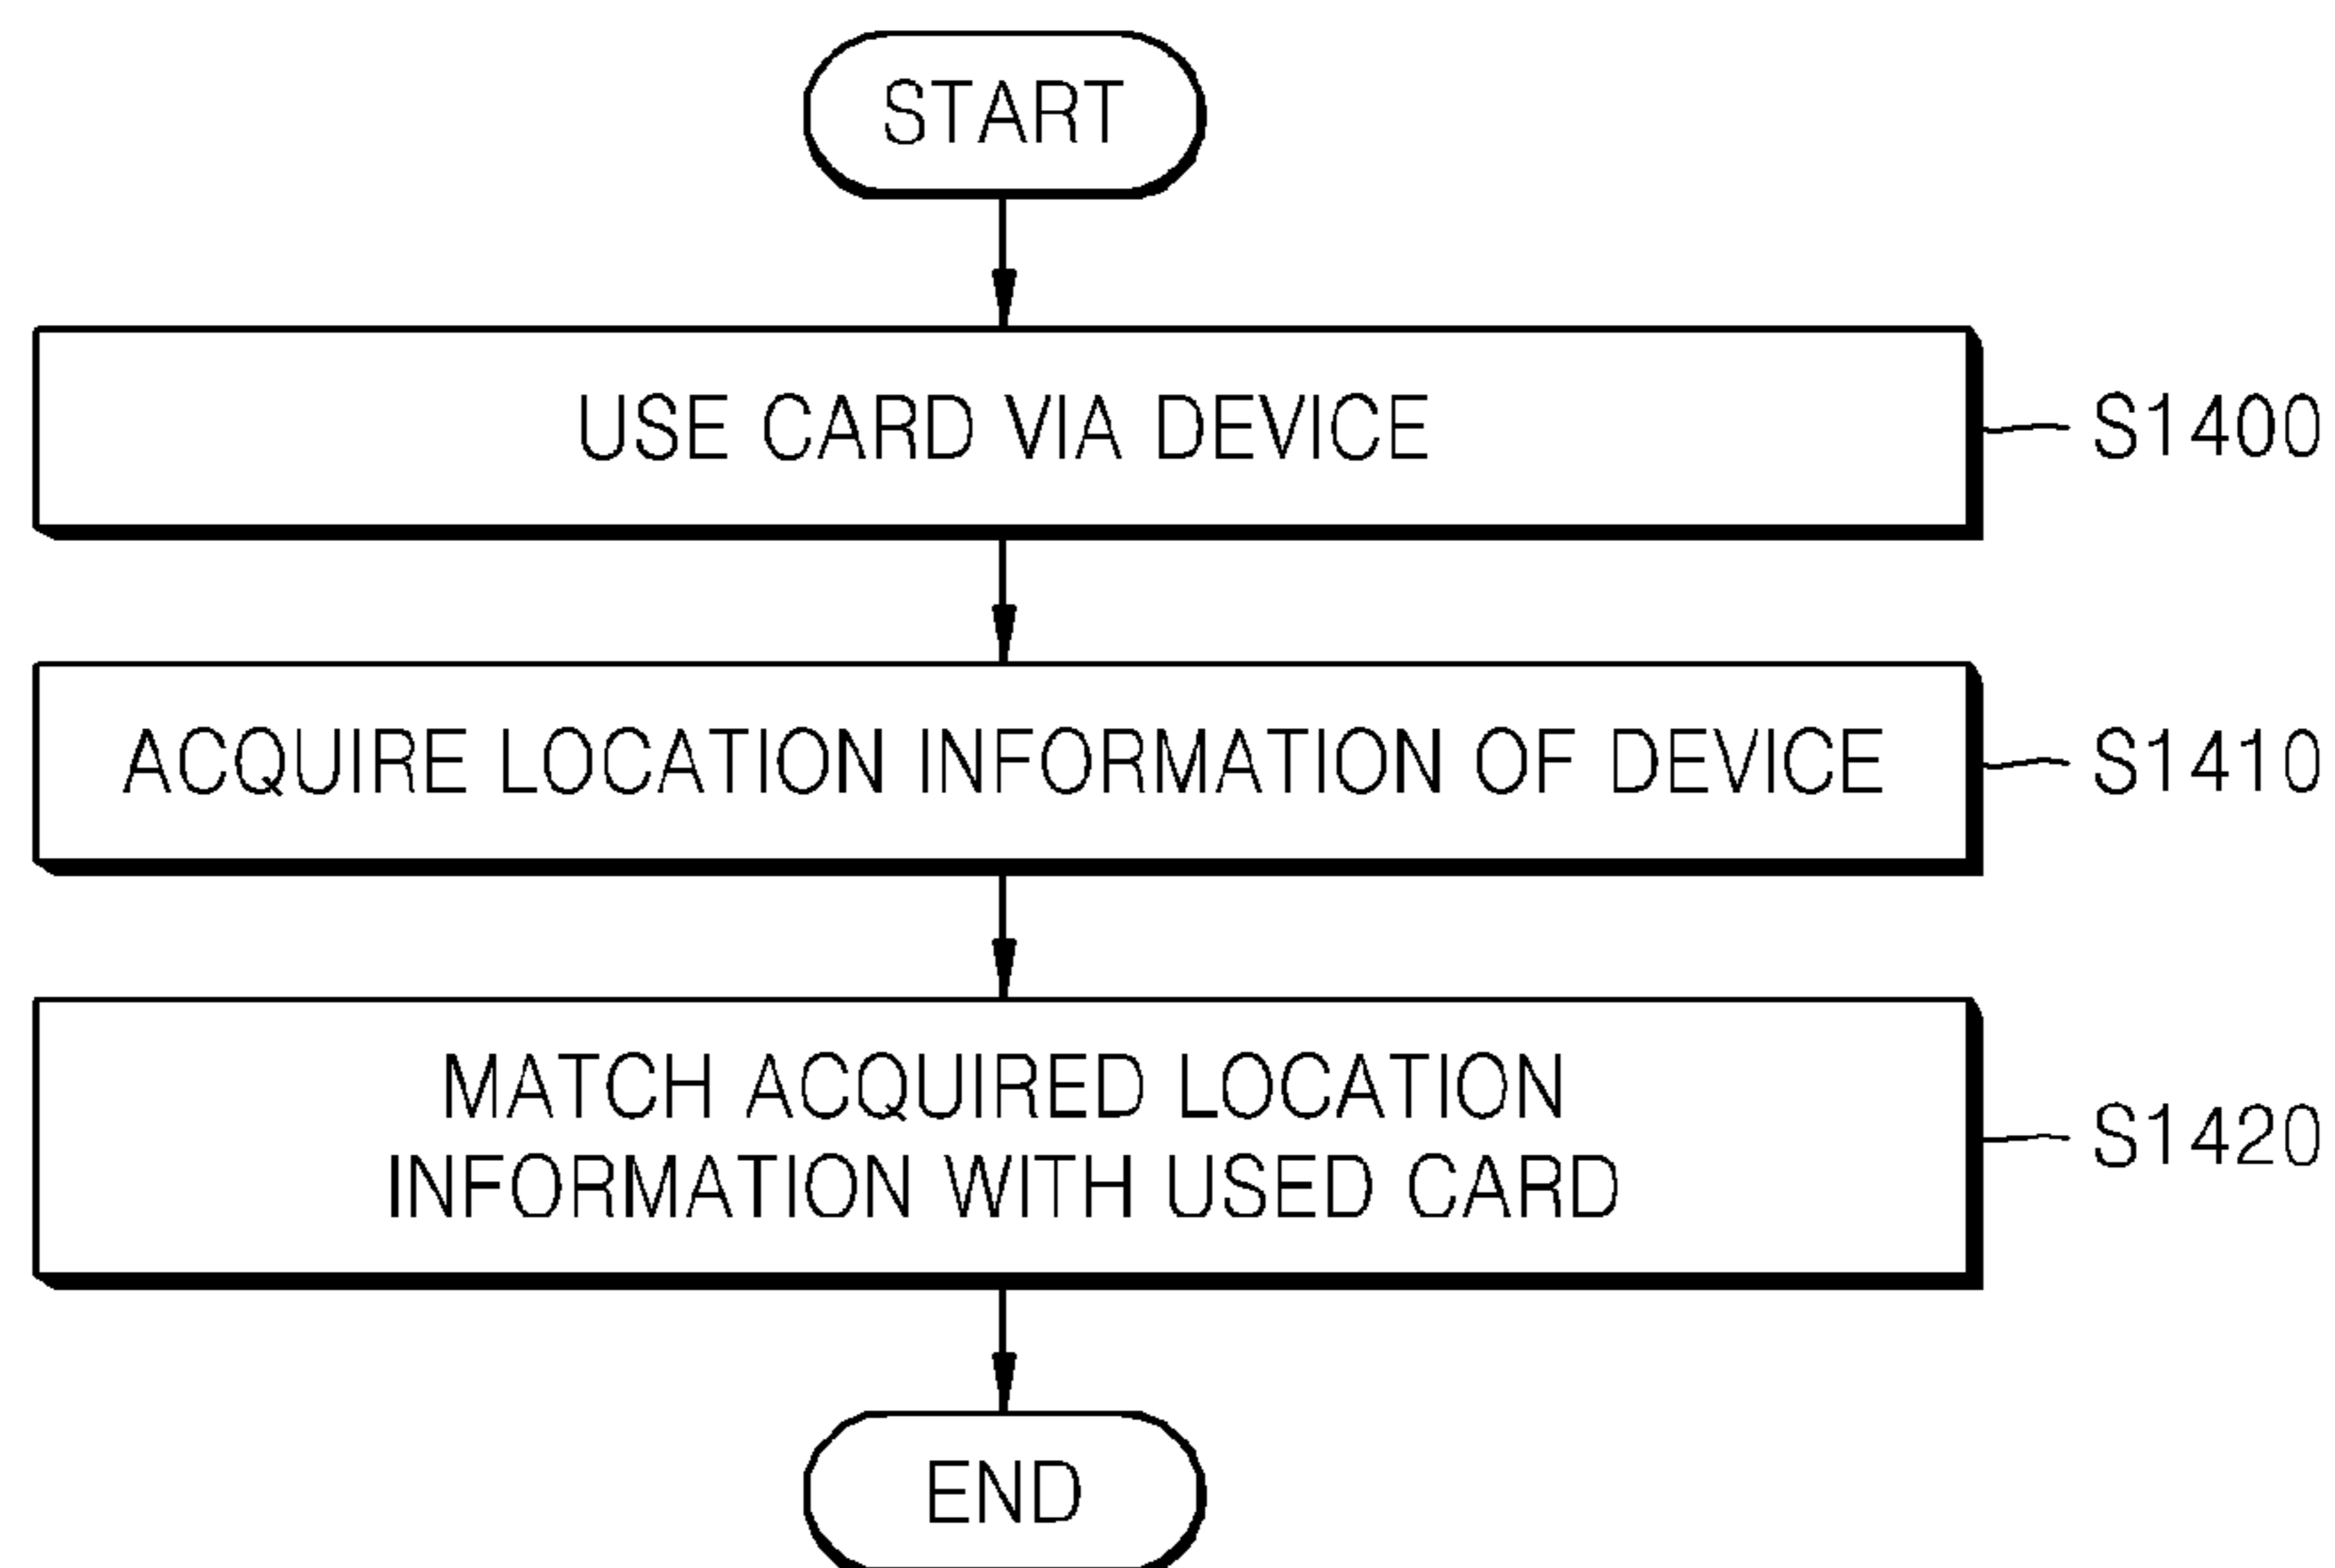 START
USE CARD VIA DEVICE
S1400
ACQUIRE LOCATION INFORMATION OF DEVICE
S1410
MATCH ACQUIRED LOCATION
INFORMATION WITH USED CARD
S1420
END